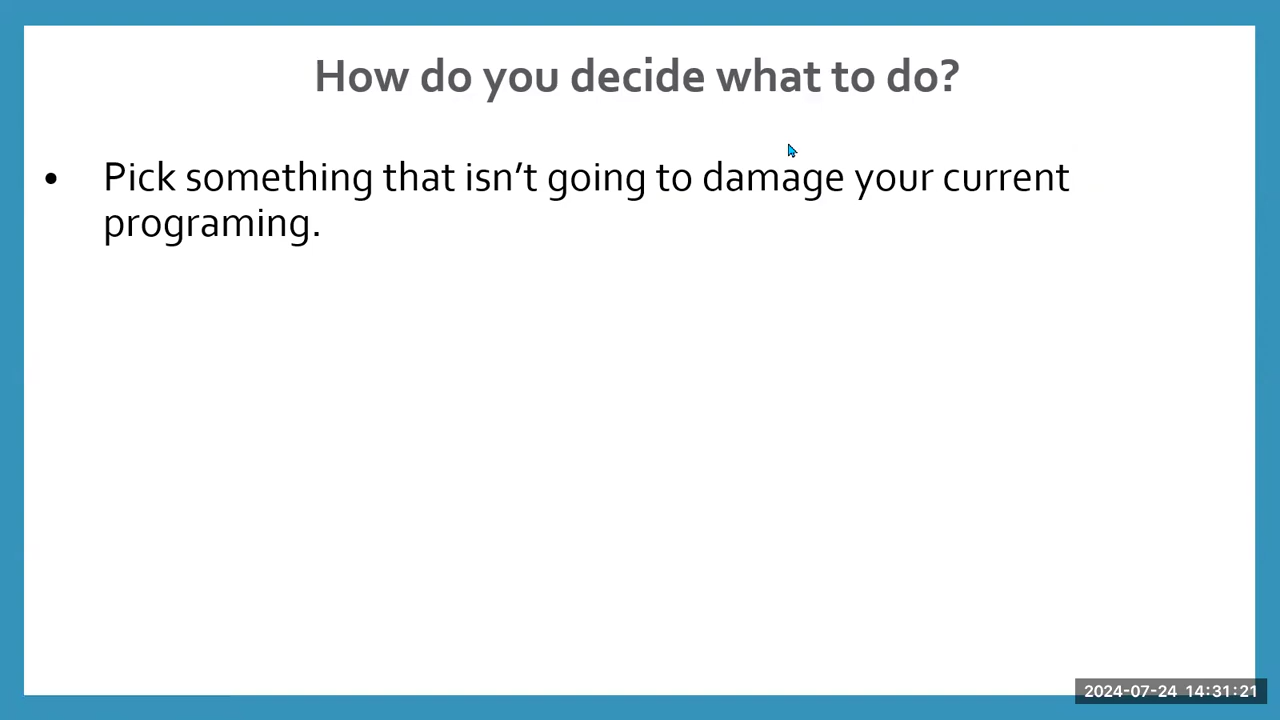 How do you decide what to do?
• Pick something that isn’t going to damage your current
programing.
2024-07-24 14:31:21